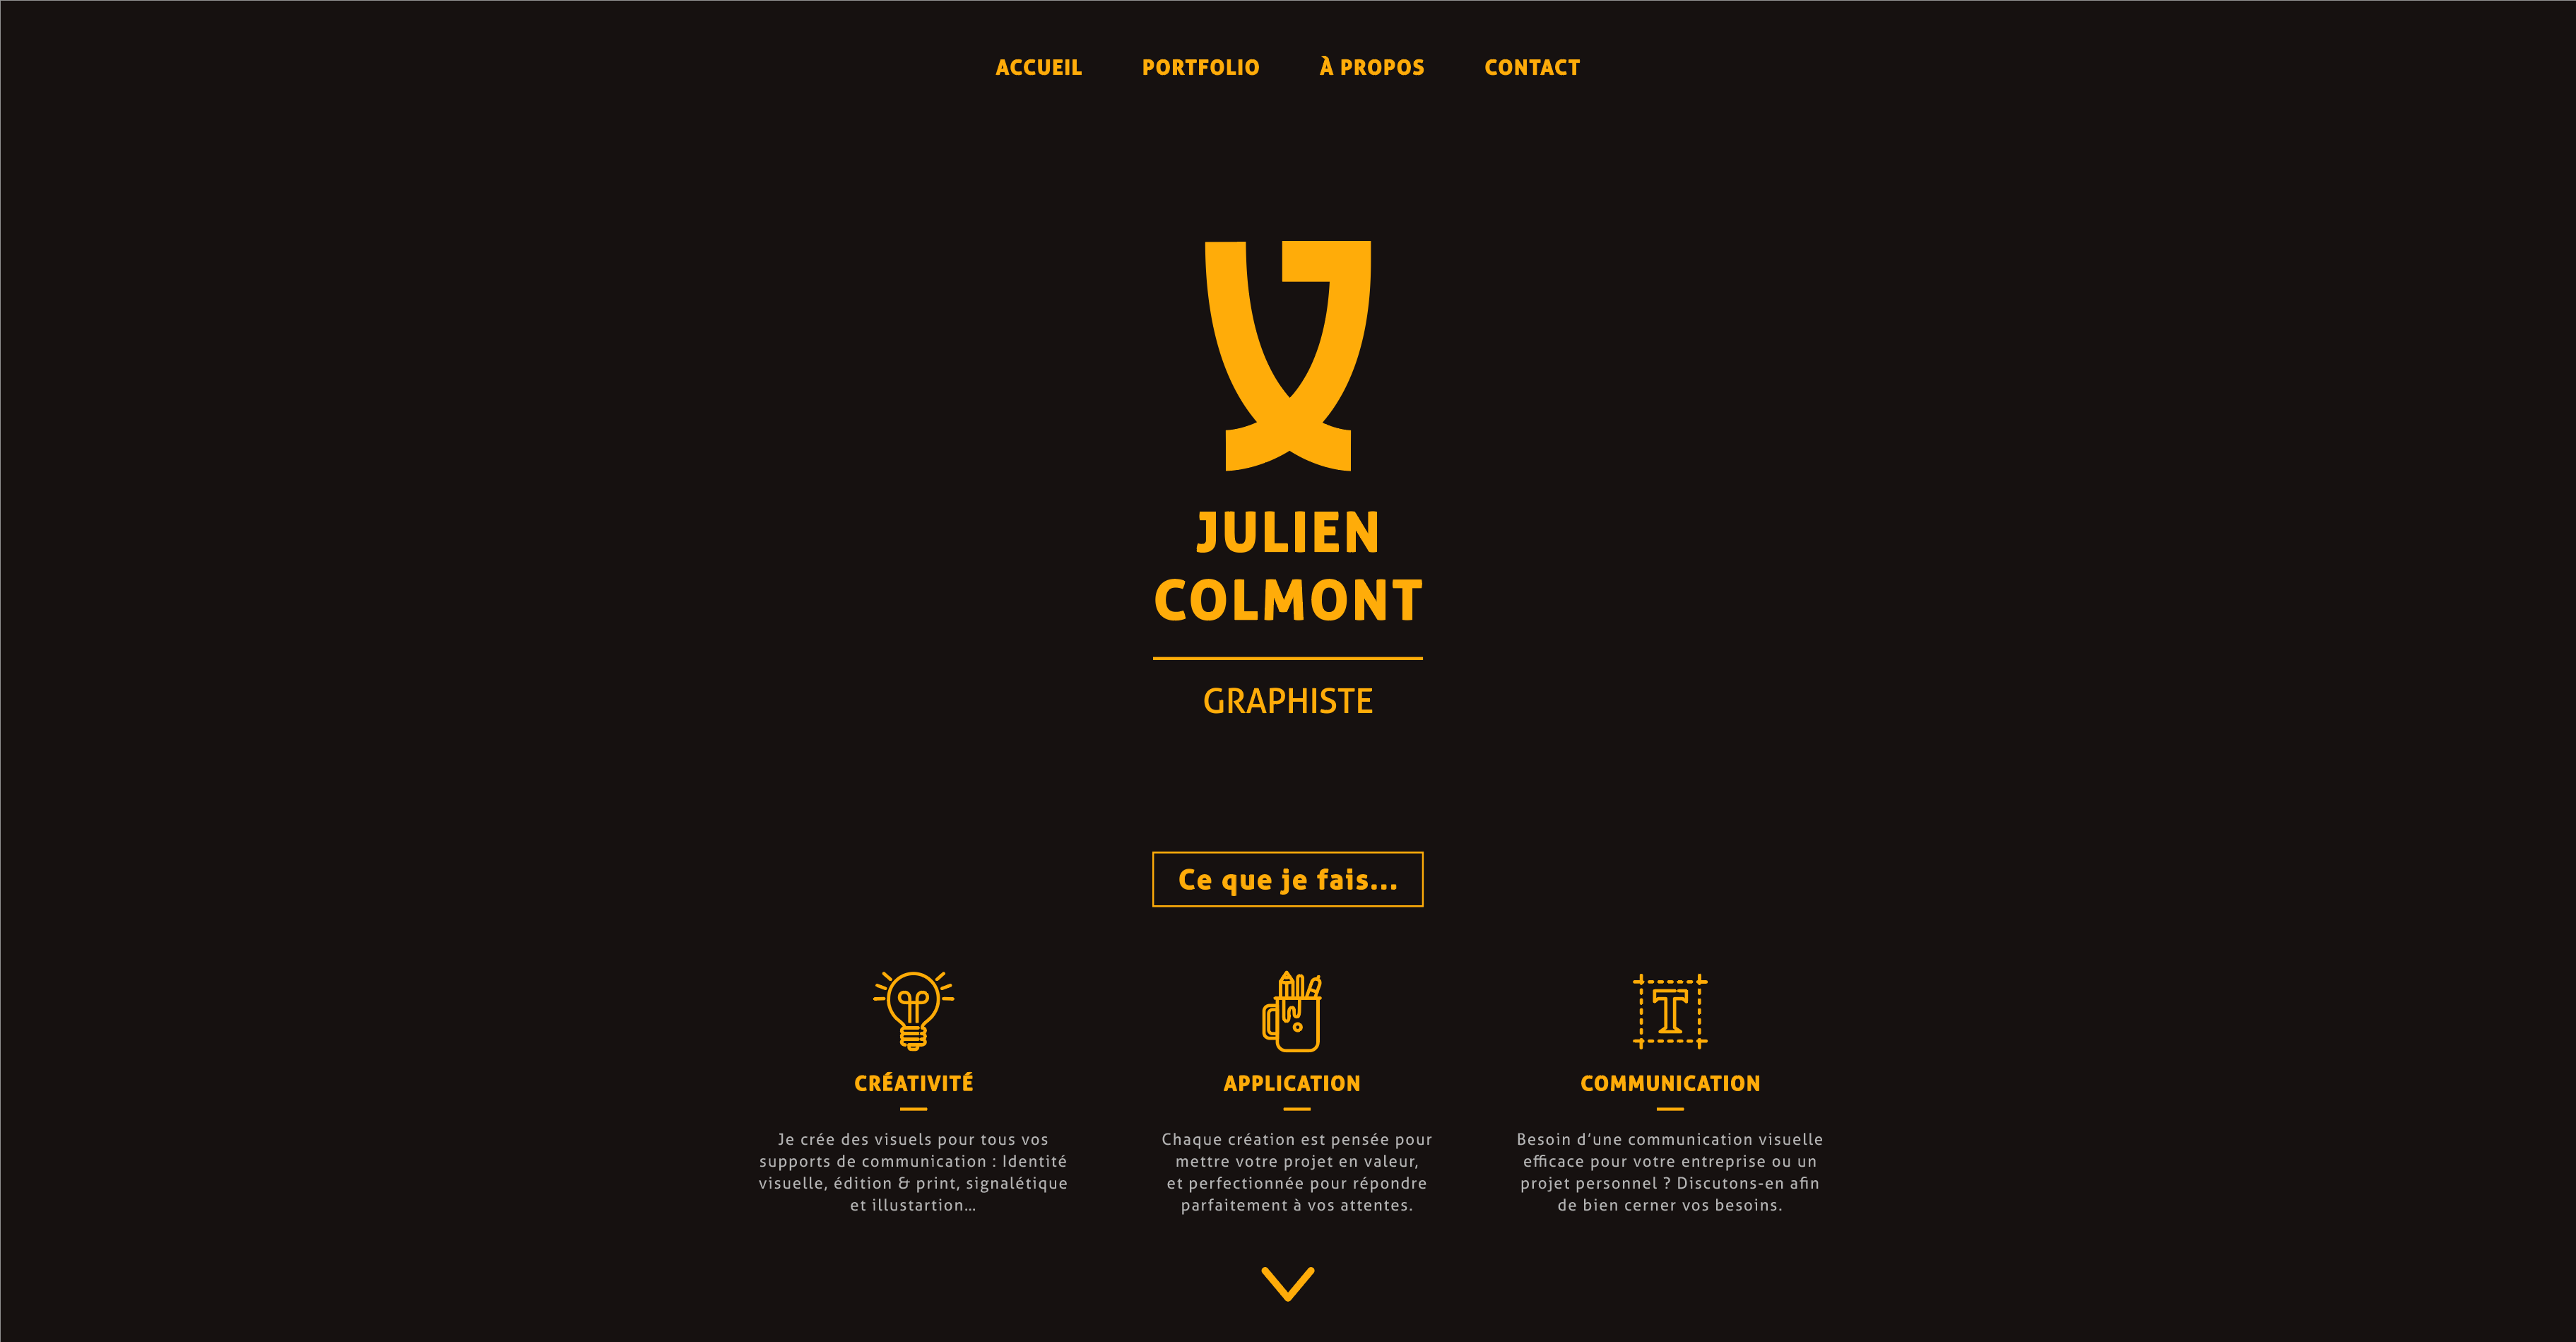 ACCUEIL PORTFOLIO À PROPOS CONTACT
JULIEN
COLMONT
GRAPHISTE
Ce que je fais...
T
CRÉATIVITÉ
Je crée des visuels pour tous vos
supports de communication : Identité
visuelle, édition & print, signalétique
et illustartion...
APPLICATION
Chaque création est pensée pour
mettre votre projet en valeur,
et perfectionnée pour répondre
parfaitement à vos attentes.
COMMUNICATION
Besoin d’une communication visuelle
efficace pour votre entreprise ou un
projet personnel ? Discutons-en afin
de bien cerner vos besoins.